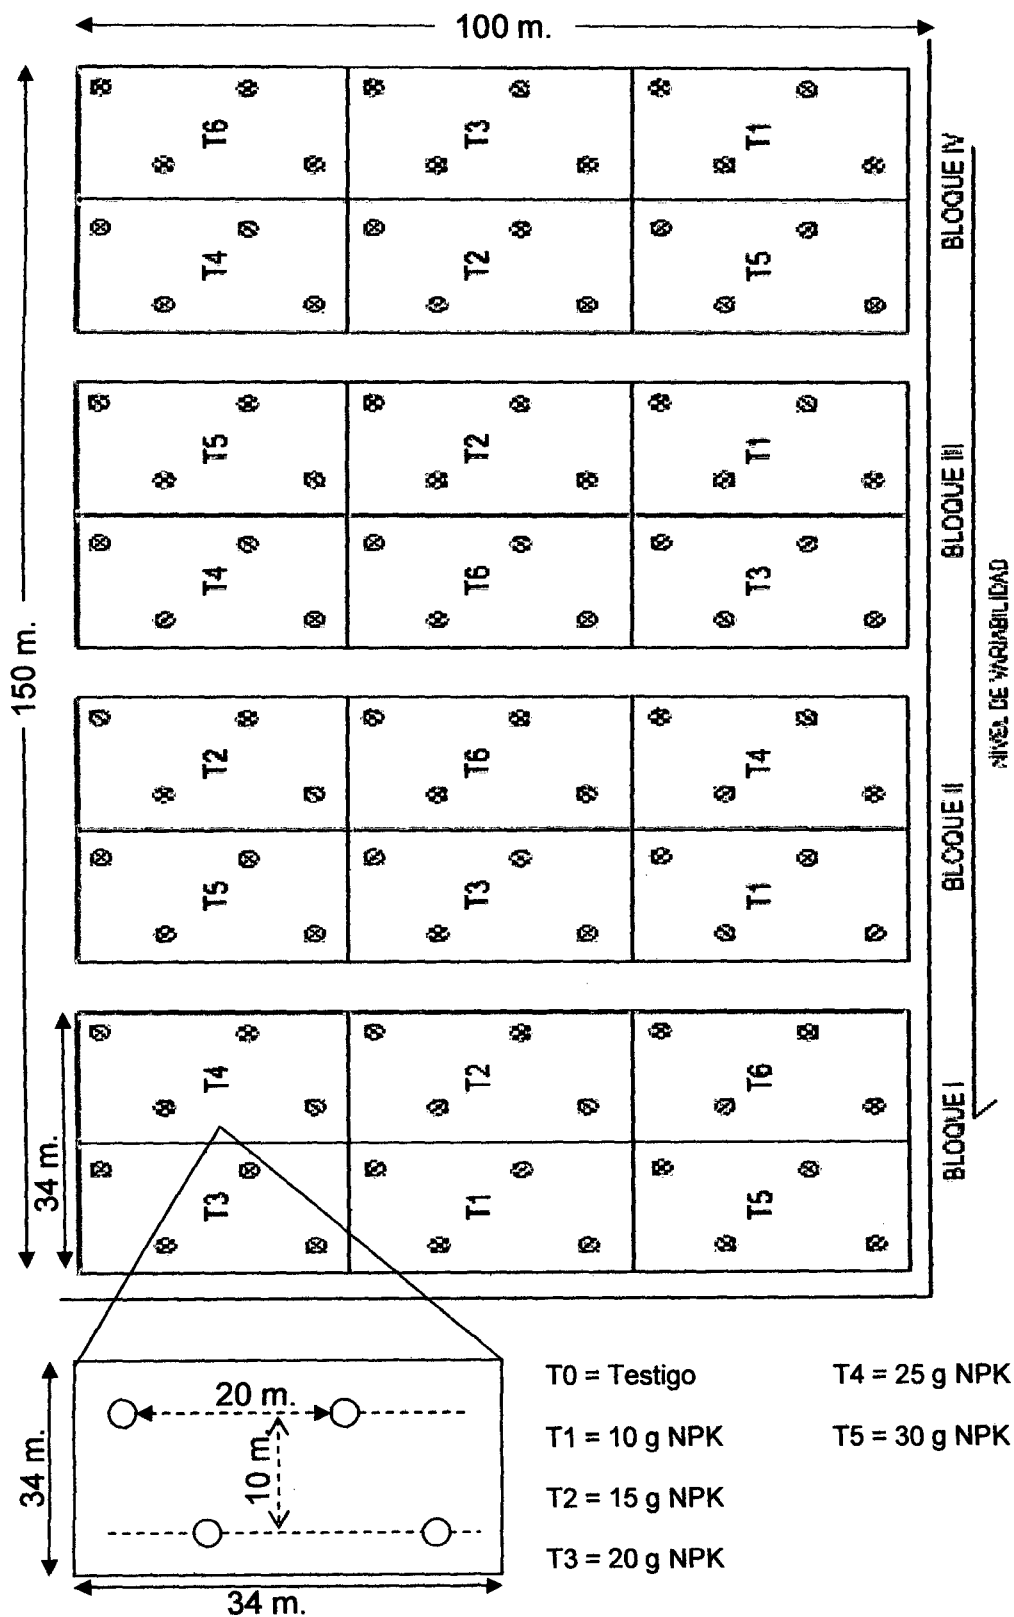 100 m.
T6 T3 T1
T4 T2 T5
BLOQUE IV
T5 T2 T1
T4 T6 T3
BLOQUE III
150 m.
NIVEL DE VARIABILIDAD
T2 T6 T4
T5 T3 T1
BLOQUE II
T4 T2 T6
T3 T1 T5
BLOQUE I
34 m.
20 m.
10 m.
34 m.
34 m.
T0 = Testigo
T1 = 10 g NPK
T2 = 15 g NPK
T3 = 20 g NPK
T4 = 25 g NPK
T5 = 30 g NPK